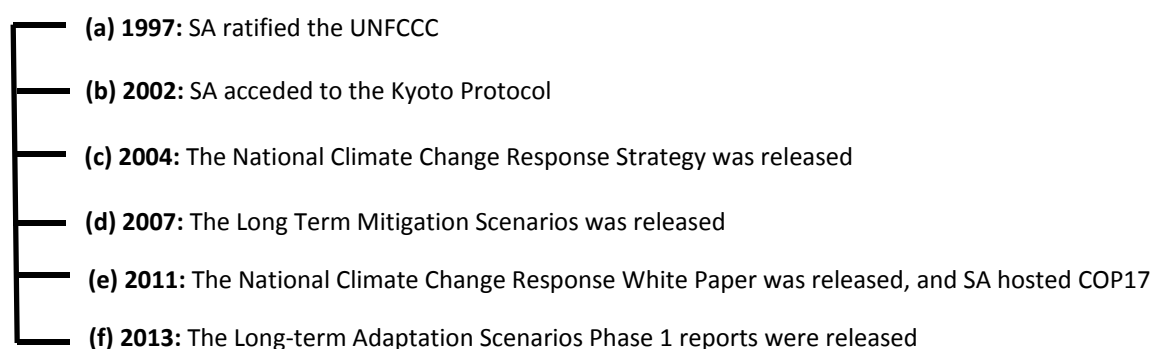 (a) 1997: SA ratified the UNFCCC
(b) 2002: SA acceded to the Kyoto Protocol
(c) 2004: The National Climate Change Response Strategy was released
(d) 2007: The Long Term Mitigation Scenarios was released
(e) 2011: The National Climate Change Response White Paper was released, and SA hosted COP17
(f) 2013: The Long-term Adaptation Scenarios Phase 1 reports were released